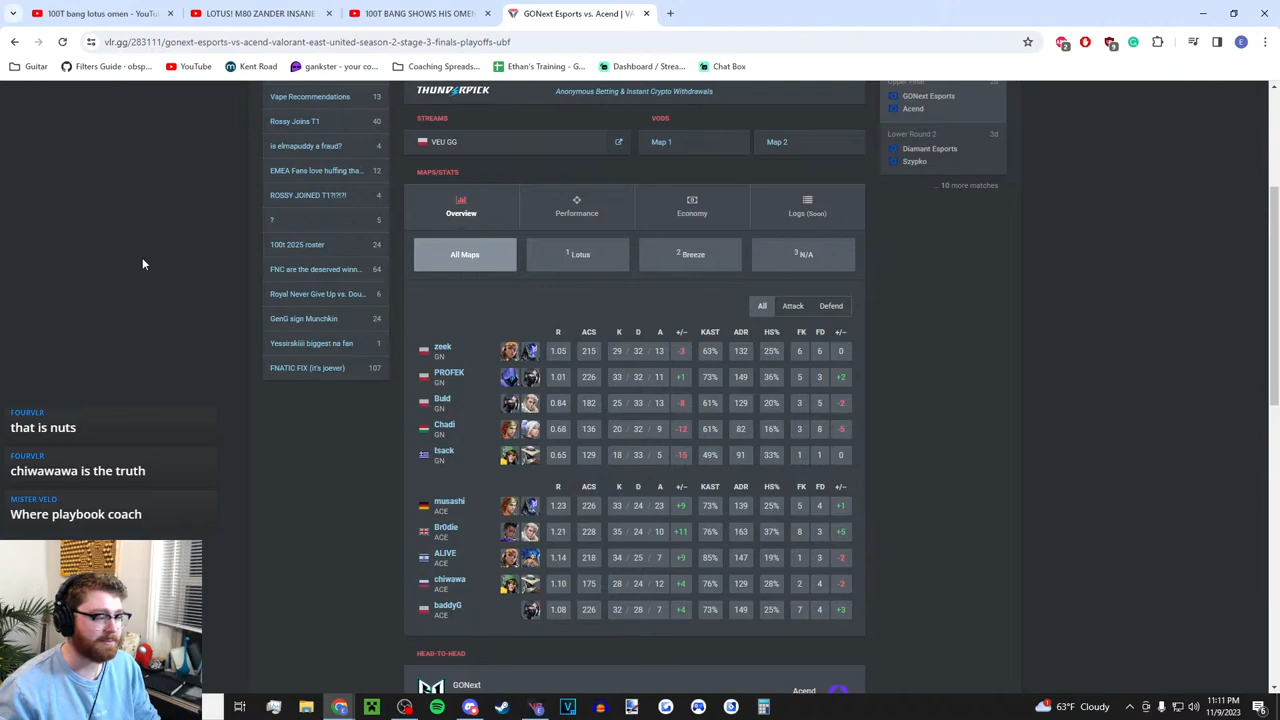 100T bang lotus omen - YouTube
LOTUS! M80 ZANDER INSANE
100T BANG SHOWS HIS OMEN
GONext Esports vs. Acend | VA
vlr.gg/283111/gonext-esports-vs-acend-valorant-east-united-season-2-stage-3-finals-playoffs-ubf
2
9
E
Guitar
Filters Guide · obsp...
YouTube
Kent Road
gankster - your co...
Coaching Spreads...
Ethan's Training - G...
Dashboard / Strea...
Chat Box
Vape Recommendations 13
Rossy Joins T1 40
is elmapuddy a fraud? 4
EMEA Fans love huffing tha... 12
ROSSY JOINED T1?!?!?! 4
? 5
100t 2025 roster 24
FNC are the deserved winn... 64
Royal Never Give Up vs. Dou... 6
GenG sign Munchkin 24
Yessirskiiii biggest na fan 1
FNATIC FIX (it's joever) 107
THUNDERPICK
Anonymous Betting & Instant Crypto Withdrawals
STREAMS
VODS
VEU GG
Map 1
Map 2
MAPS/STATS
Overview
Performance
Economy
Logs (Soon)
All Maps
1 Lotus
2 Breeze
3 N/A
All Attack Defend
R ACS K D A +/– KAST ADR HS% FK FD +/–
zeek GN 1.05 215 29 / 32 / 13 -3 63% 132 25% 6 6 0
PROFEK GN 1.01 226 33 / 32 / 11 +1 73% 149 36% 5 3 +2
Buld GN 0.84 182 25 / 33 / 13 -8 61% 129 20% 3 5 -2
Chadi GN 0.68 136 20 / 32 / 9 -12 61% 82 16% 3 8 -5
tsack GN 0.65 129 18 / 33 / 5 -15 49% 91 33% 1 1 0
R ACS K D A +/– KAST ADR HS% FK FD +/–
musashi ACE 1.23 226 33 / 24 / 23 +9 73% 139 25% 5 4 +1
Br0die ACE 1.21 228 35 / 24 / 10 +11 76% 163 37% 8 3 +5
ALIVE ACE 1.14 218 34 / 25 / 7 +9 85% 147 19% 1 3 -2
chiwawa ACE 1.10 175 28 / 24 / 12 +4 76% 129 28% 2 4 -2
baddyG ACE 1.08 226 32 / 28 / 7 +4 73% 149 25% 7 4 +3
HEAD-TO-HEAD
GONext
Acend
GONext Esports
Acend
Lower Round 2 3d
Diamant Esports
Szypko
... 10 more matches
FOURVLR
that is nuts
FOURVLR
chiwawawa is the truth
MISTER VELO
Where playbook coach
63°F Cloudy
11:11 PM
11/9/2023